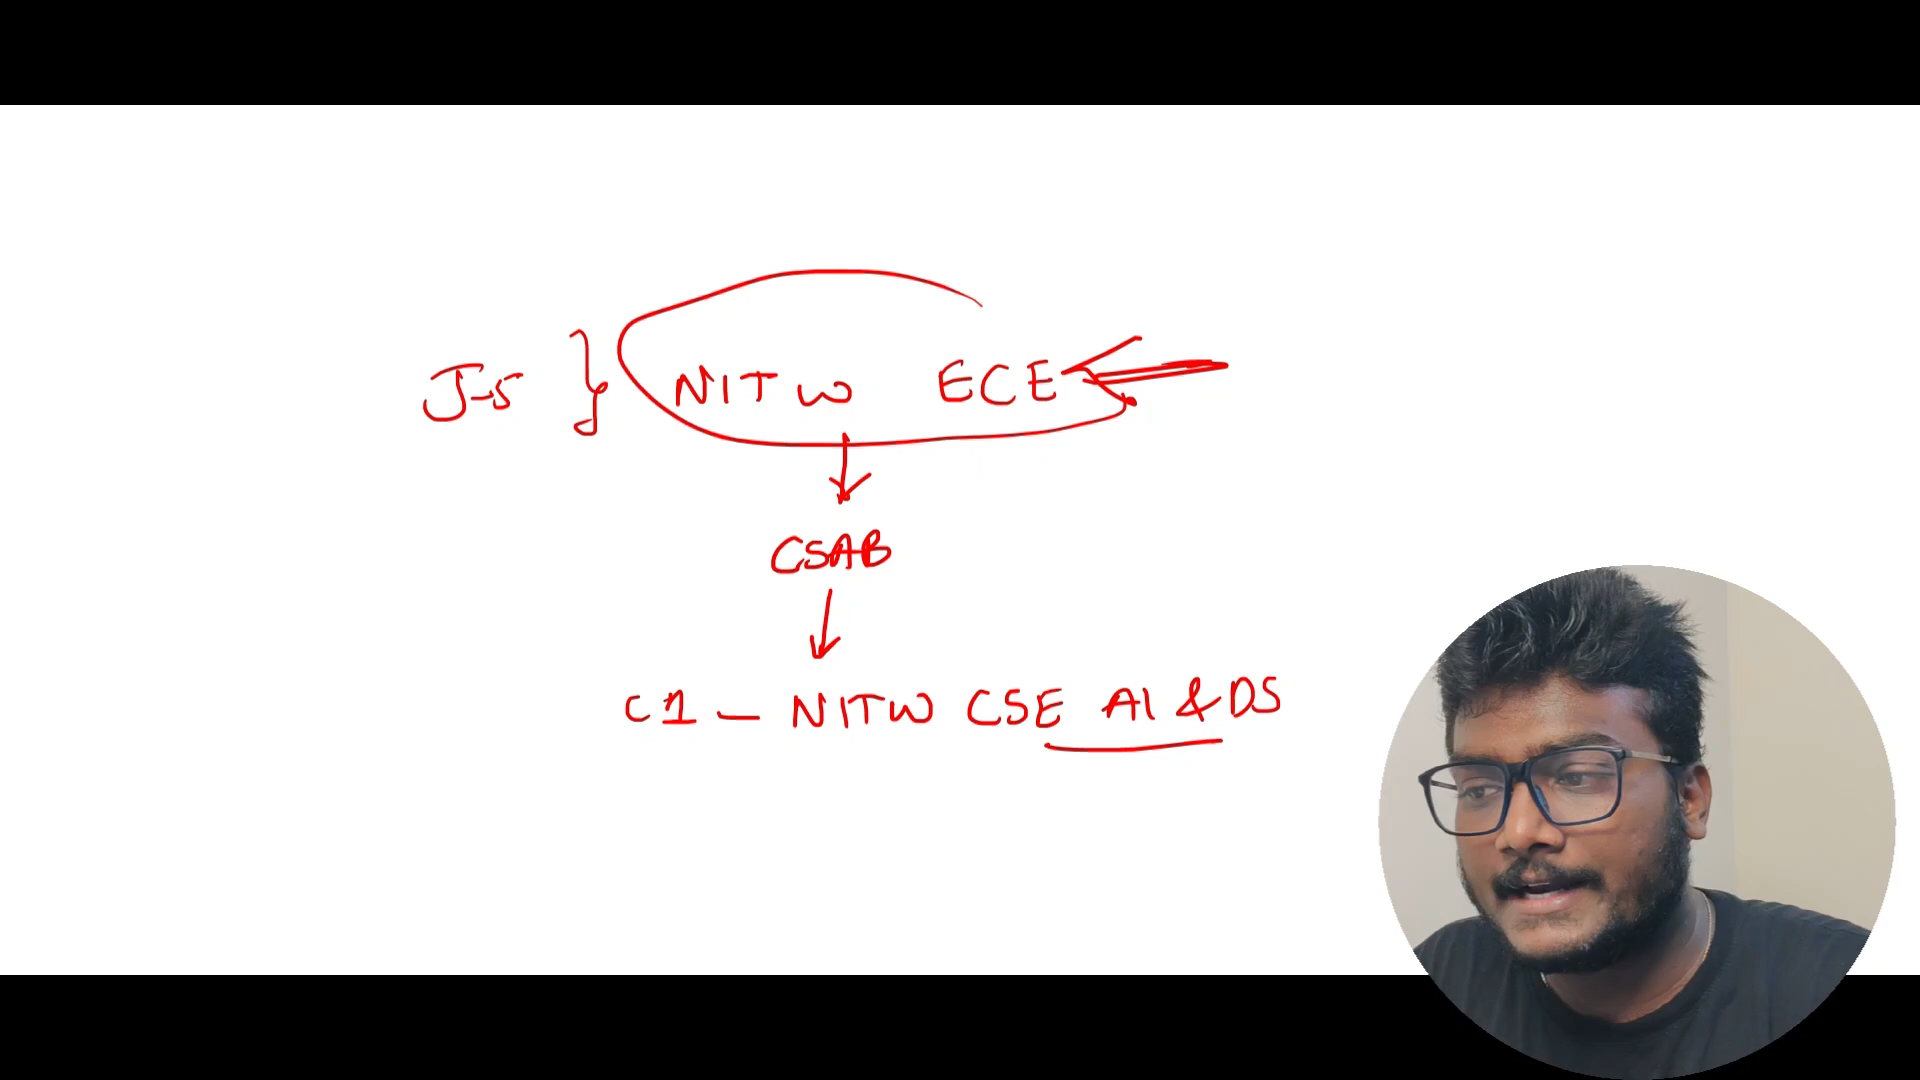 J-5 } NITW ECE
CSAB
C1 - NITW CSE AI & DS